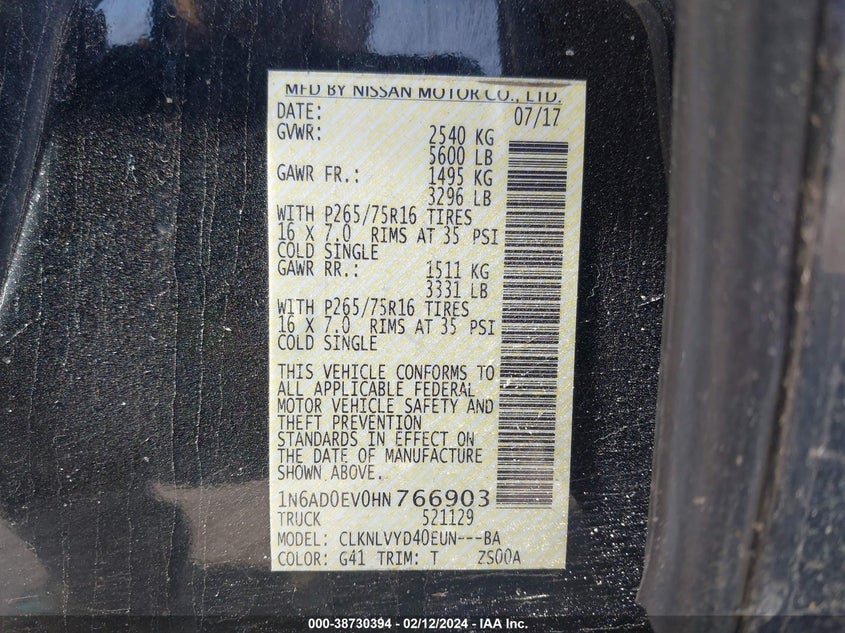 MFD BY NISSAN MOTOR CO., LTD.
DATE: 07/17
GVWR: 2540 KG
5600 LB
GAWR FR.: 1495 KG
3296 LB
WITH P265/75R16 TIRES
16 X 7.0 RIMS AT 35 PSI
COLD SINGLE
GAWR RR.: 1511 KG
3331 LB
WITH P265/75R16 TIRES
16 X 7.0 RIMS AT 35 PSI
COLD SINGLE
THIS VEHICLE CONFORMS TO
ALL APPLICABLE FEDERAL
MOTOR VEHICLE SAFETY AND
THEFT PREVENTION
STANDARDS IN EFFECT ON
THE DATE OF MANUFACTURE
SHOWN ABOVE.
1N6AD0EV0HN766903
TRUCK 521129
MODEL: CLKNLVYD40EUN---BA
COLOR: G41 TRIM: T ZS00A
000-38730394 - 02/12/2024 - IAA Inc.